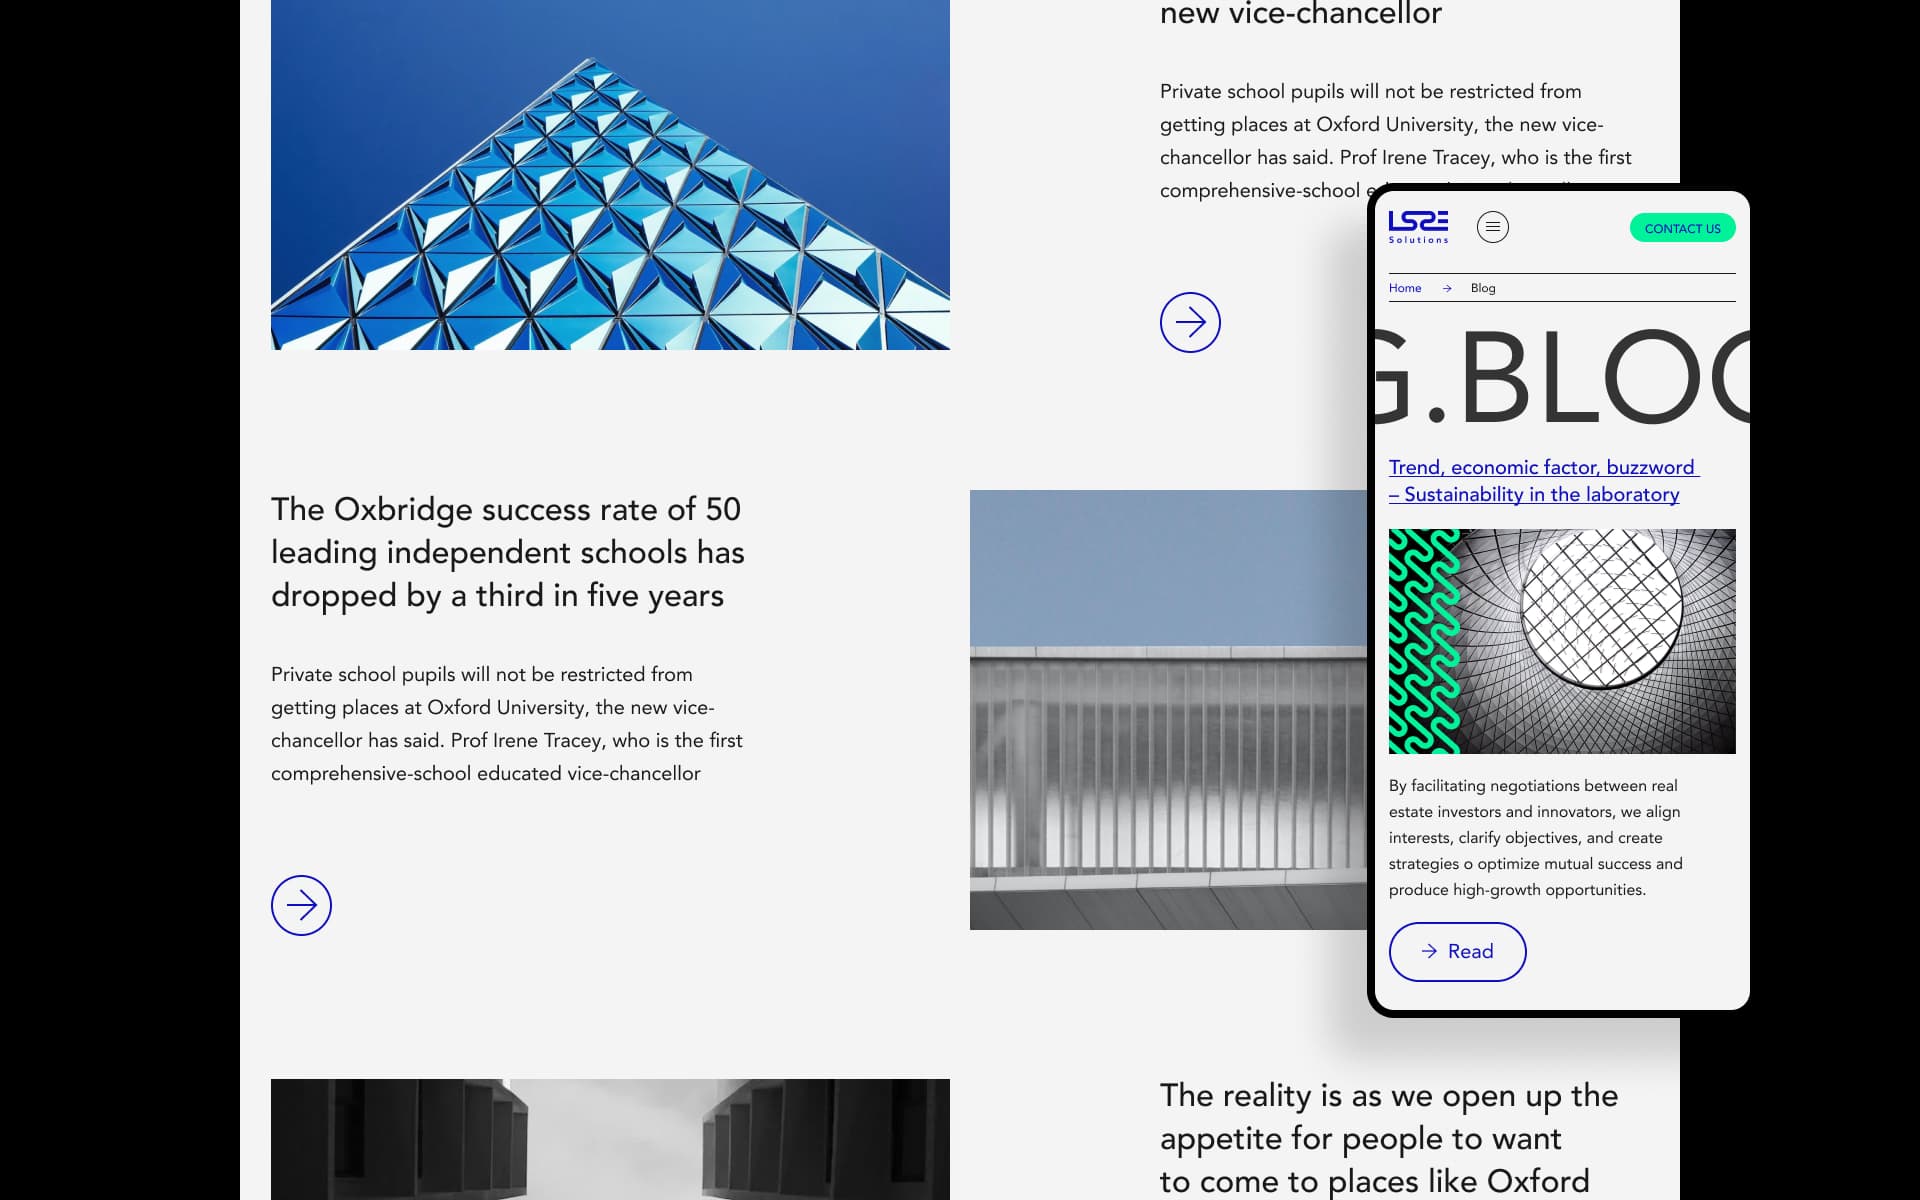 new vice-chancellor
Private school pupils will not be restricted from
getting places at Oxford University, the new vice-
chancellor has said. Prof Irene Tracey, who is the first
comprehensive-school
The Oxbridge success rate of 50
leading independent schools has
dropped by a third in five years
Private school pupils will not be restricted from
getting places at Oxford University, the new vice-
chancellor has said. Prof Irene Tracey, who is the first
comprehensive-school educated vice-chancellor
The reality is as we open up the
appetite for people to want
to come to places like Oxford
LSRE
Solutions
CONTACT US
Home → Blog
G.BLOG
Trend, economic factor, buzzword
– Sustainability in the laboratory
By facilitating negotiations between real
estate investors and innovators, we align
interests, clarify objectives, and create
strategies o optimize mutual success and
produce high-growth opportunities.
→ Read